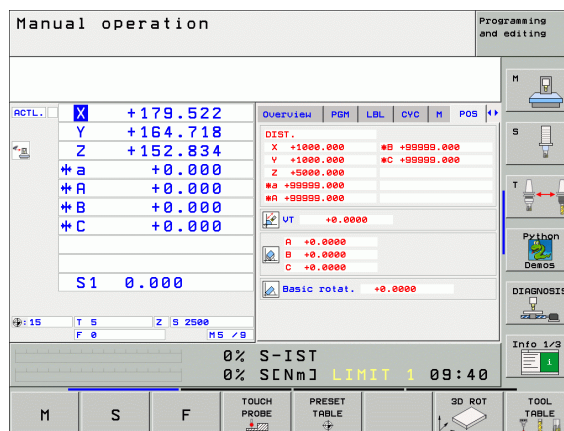 Manual operation
Programming and editing
ACTL.
X +179.522
Y +164.718
Z +152.834
a +0.000
A +0.000
B +0.000
C +0.000
S1 0.000
15 T 5 Z S 2500
F 0 M5 /9
Overview PGM LBL CYC M POS
DIST.
X +1000.000 *B +99999.000
Y +1000.000 *C +99999.000
Z +5000.000
*a +99999.000
*A +99999.000
VT +0.0000
A +0.0000
B +0.0000
C +0.0000
Basic rotat. +0.0000
0% S-IST
0% S[Nm] LIMIT 1 09:40
M
S
T
Python Demos
DIAGNOSIS
Info 1/3
M
S
F
TOUCH PROBE
PRESET TABLE
3D ROT
TOOL TABLE